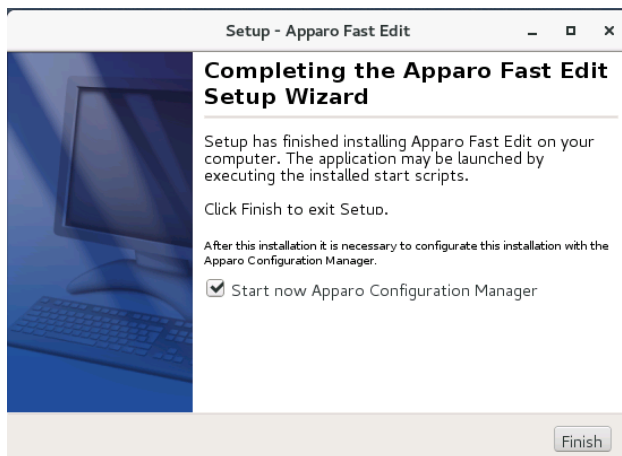 Setup - Apparo Fast Edit
Completing the Apparo Fast Edit
Setup Wizard
Setup has finished installing Apparo Fast Edit on your
computer. The application may be launched by
executing the installed start scripts.
Click Finish to exit Setup.
After this installation it is necessary to configurate this installation with the
Apparo Configuration Manager.
Start now Apparo Configuration Manager
Finish